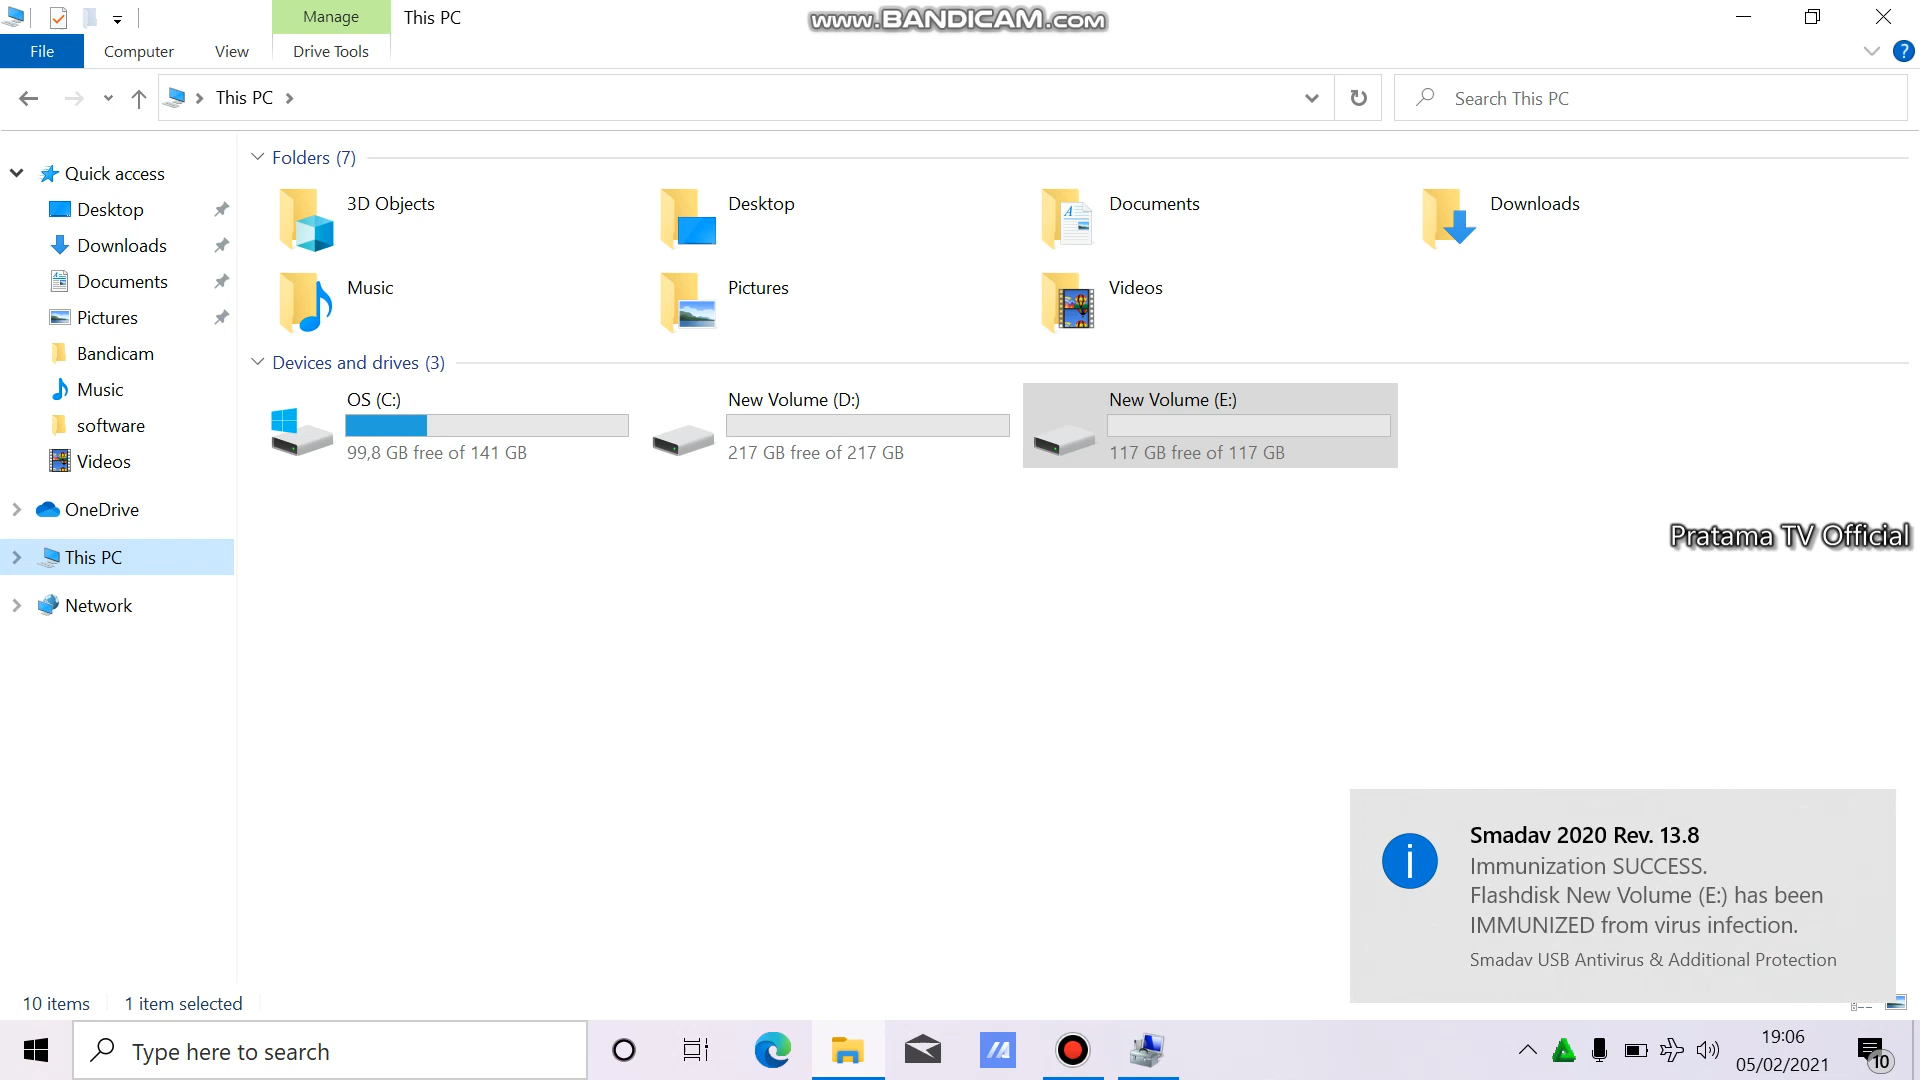 Manage
This PC
www.BANDICAM.com
File
Computer
View
Drive Tools
?
This PC
Search This PC
Quick access
Desktop
Downloads
Documents
Pictures
Bandicam
Music
software
Videos
OneDrive
This PC
Network
Folders (7)
3D Objects
Desktop
Documents
Downloads
Music
Pictures
Videos
Devices and drives (3)
OS (C:)
99,8 GB free of 141 GB
New Volume (D:)
217 GB free of 217 GB
New Volume (E:)
117 GB free of 117 GB
Pratama TV Official
Smadav 2020 Rev. 13.8
Immunization SUCCESS.
Flashdisk New Volume (E:) has been
IMMUNIZED from virus infection.
Smadav USB Antivirus & Additional Protection
10 items
1 item selected
Type here to search
19:06
05/02/2021
10